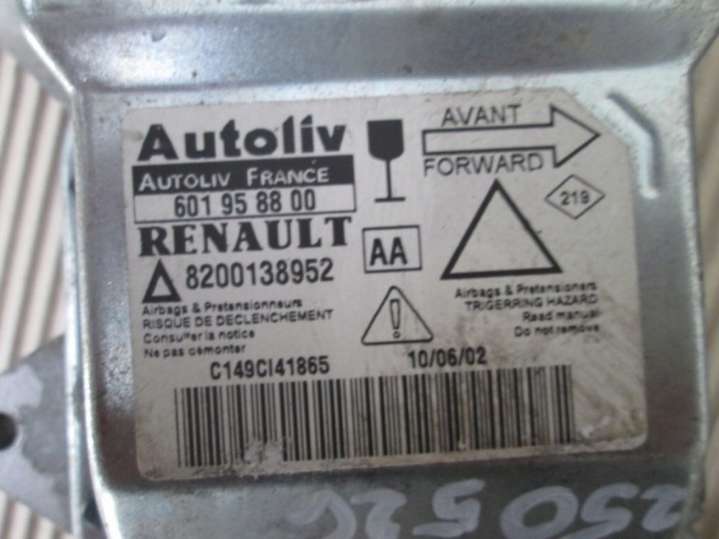 Autoliv
AUTOLIV FRANCE
601 95 88 00
RENAULT
8200138952
AA
AVANT
FORWARD
219
Airbags & Pretensionneurs
RISQUE DE DECLENCHEMENT
Consulter la notice
Ne pas démonter
Airbags & Pretensioners
TRIGERRING HAZARD
Read manual
Do not remove
C149CI41865
10/06/02
250526